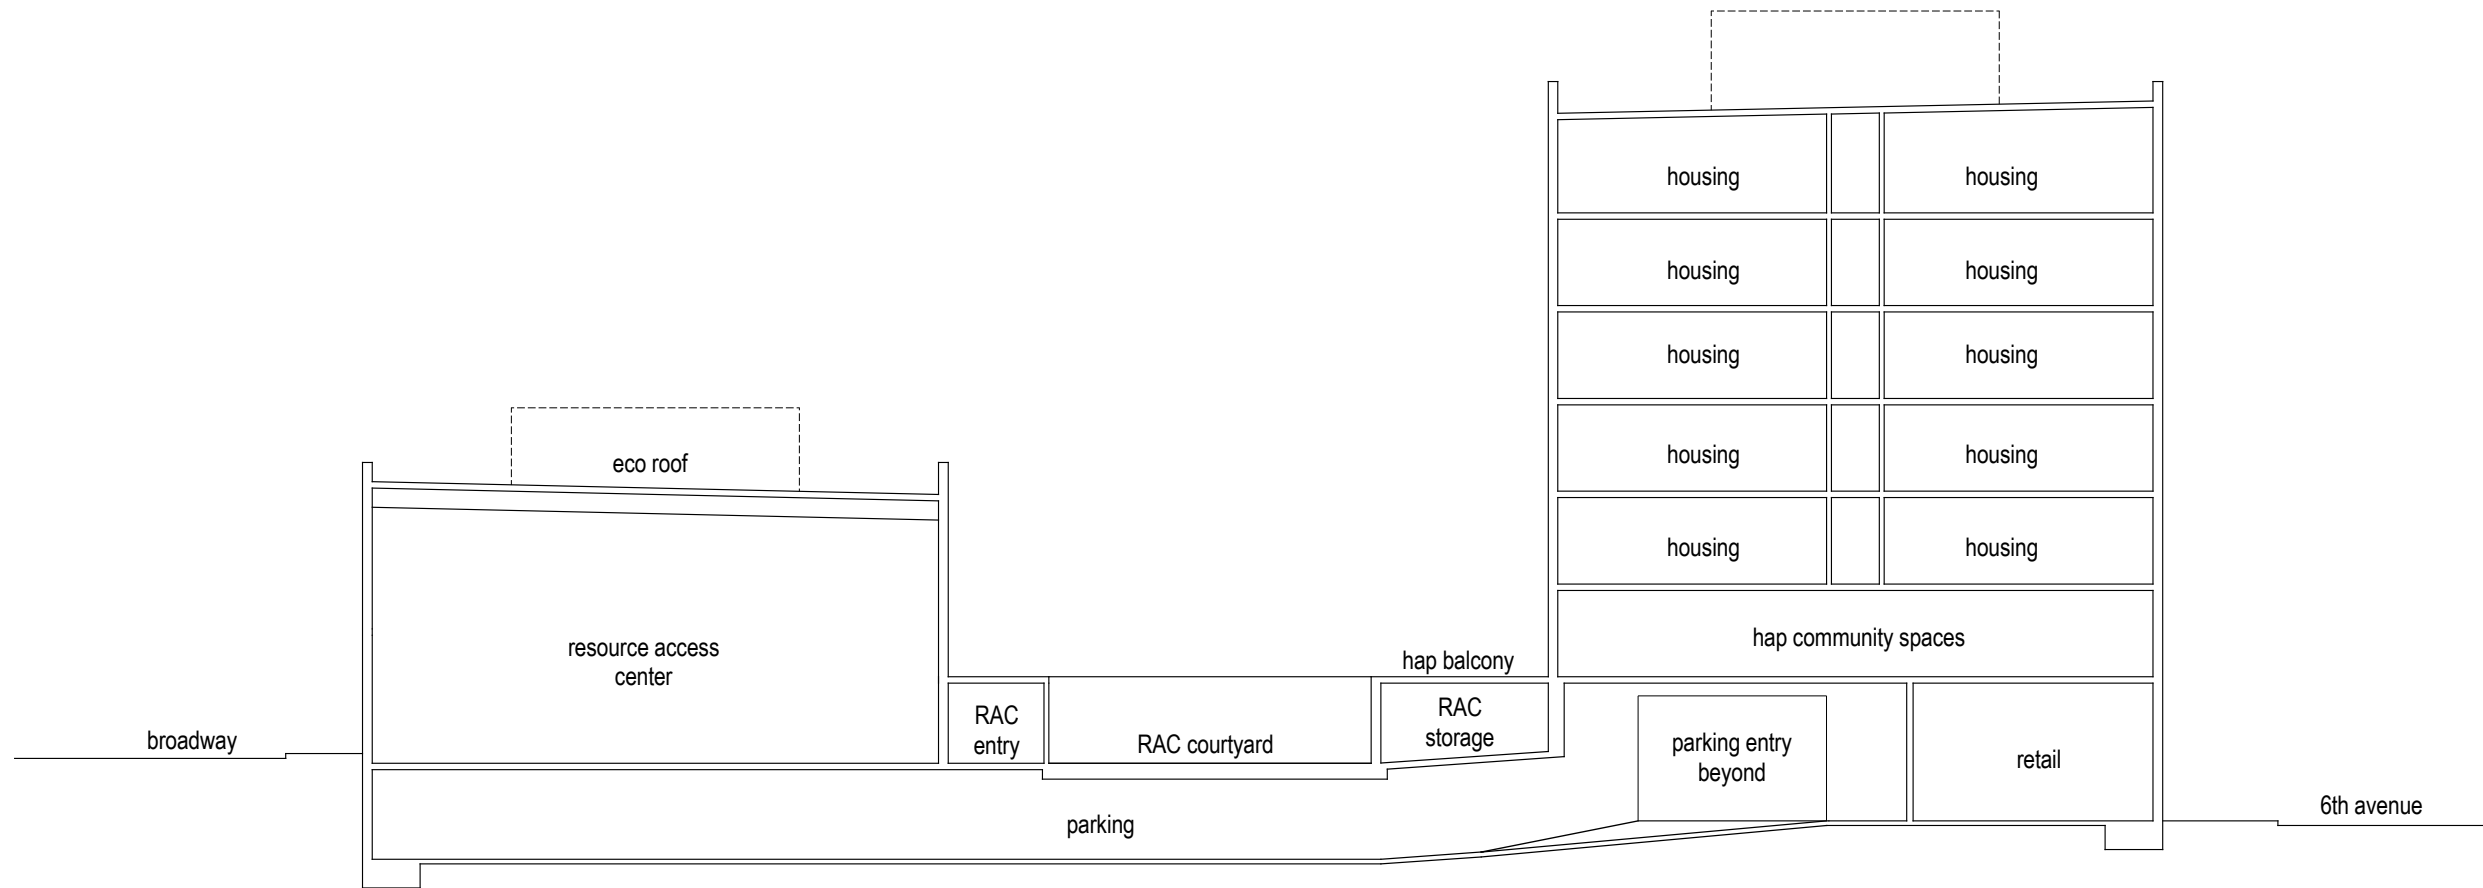 housing
housing
housing
housing
housing
housing
housing
housing
eco roof
housing
housing
hap community spaces
resource access
center
hap balcony
RAC
entry
RAC
storage
broadway
RAC courtyard
parking entry
beyond
retail
parking
6th avenue